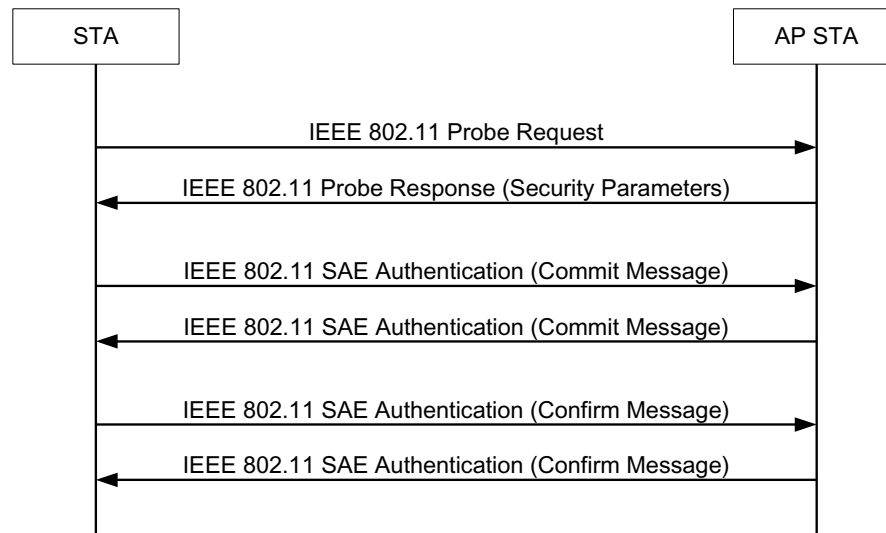 STA
AP STA
IEEE 802.11 Probe Request
IEEE 802.11 Probe Response (Security Parameters)
IEEE 802.11 SAE Authentication (Commit Message)
IEEE 802.11 SAE Authentication (Commit Message)
IEEE 802.11 SAE Authentication (Confirm Message)
IEEE 802.11 SAE Authentication (Confirm Message)